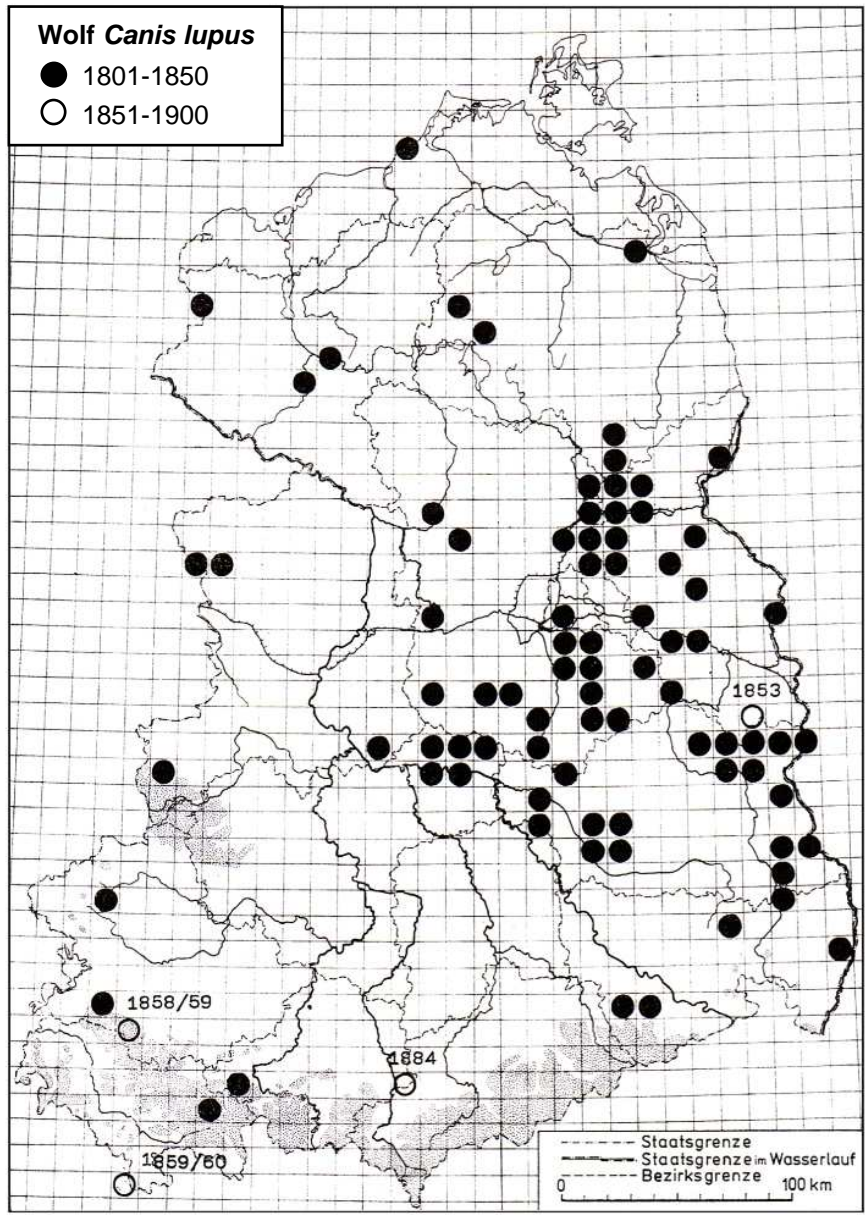 Wolf Canis lupus
1801-1850
1851-1900
1853
1858/59
1884
1859/60
Staatsgrenze
Staatsgrenze im Wasserlauf
Bezirksgrenze
0 100 km